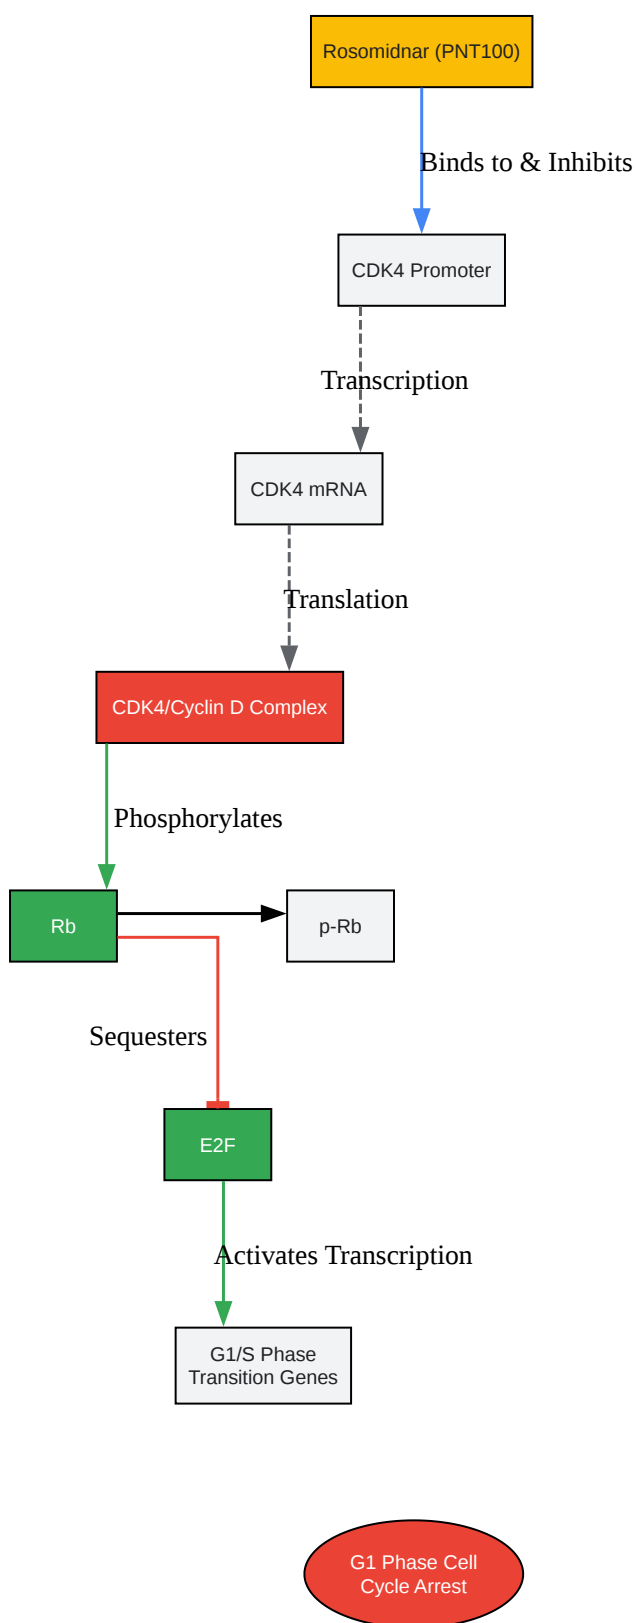 Rosomidnar (PNT100)
Binds to & Inhibits
CDK4 Promoter
Transcription
CDK4 mRNA
Translation
CDK4/Cyclin D Complex
Phosphorylates
Rb
p-Rb
Sequesters
E2F
Activates Transcription
G1/S Phase
Transition Genes
G1 Phase Cell
Cycle Arrest